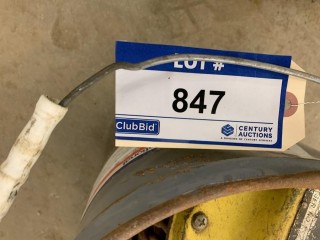 LOT #
847
ClubBid
CENTURY
AUCTIONS